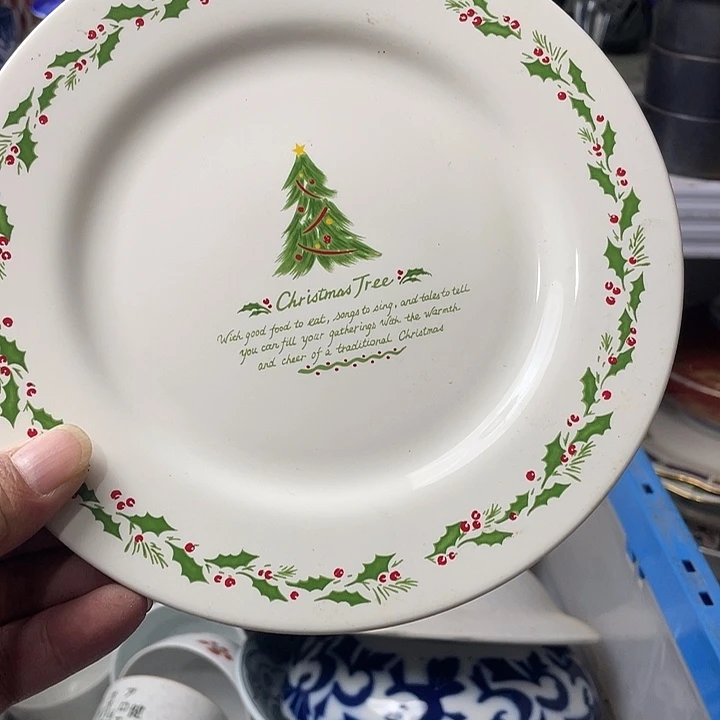 Christmas Tree
With good food to eat, songs to sing, and tales to tell
you can fill your gatherings with the warmth
and cheer of a traditional Christmas